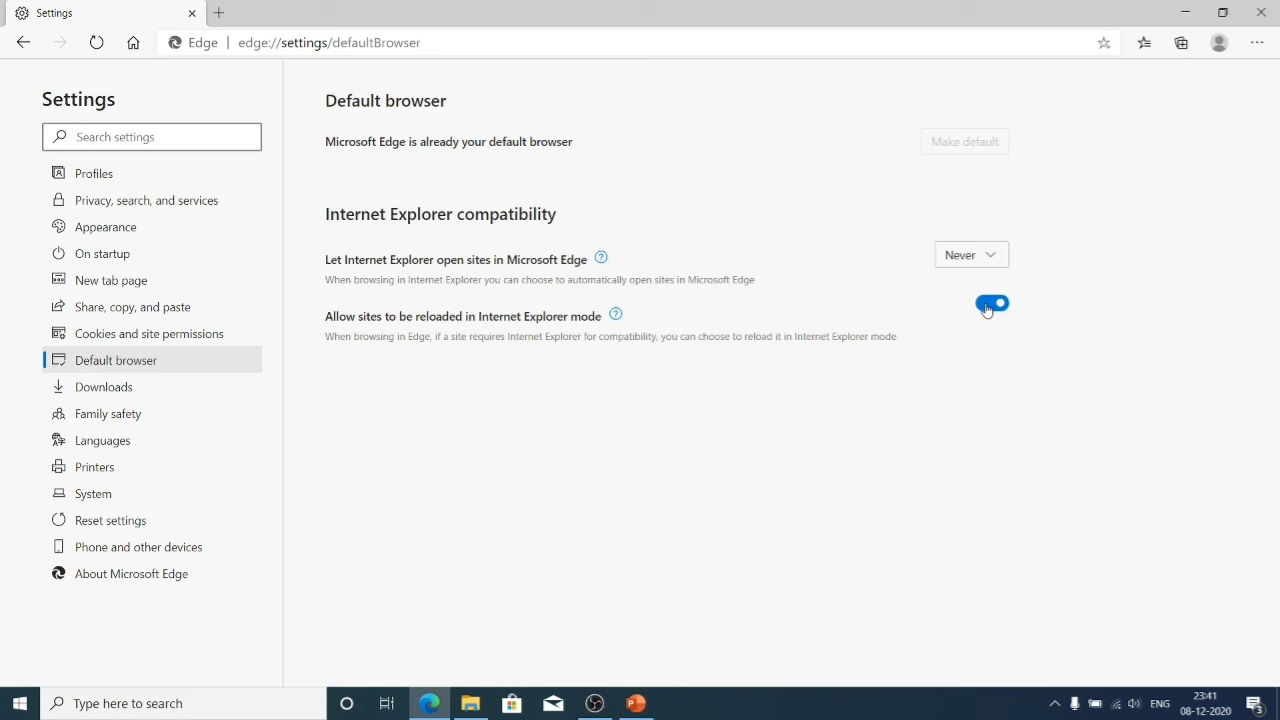 Settings
Edge | edge://settings/defaultBrowser
Settings
Search settings
Profiles
Privacy, search, and services
Appearance
On startup
New tab page
Share, copy, and paste
Cookies and site permissions
Default browser
Downloads
Family safety
Languages
Printers
System
Reset settings
Phone and other devices
About Microsoft Edge
Default browser
Microsoft Edge is already your default browser
Make default
Internet Explorer compatibility
Let Internet Explorer open sites in Microsoft Edge ?
Never
When browsing in Internet Explorer you can choose to automatically open sites in Microsoft Edge
Allow sites to be reloaded in Internet Explorer mode ?
When browsing in Edge, if a site requires Internet Explorer for compatibility, you can choose to reload it in Internet Explorer mode
Type here to search
ENG
23:41
08-12-2020
3